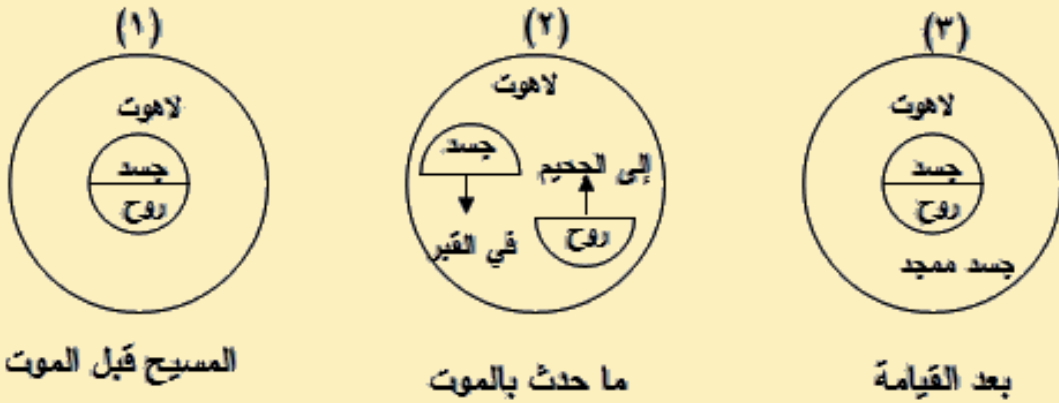 (١)
لاهوت
جسد
روح
المسيح قبل الموت
(٢)
لاهوت
جسد
إلى الجحيم
في القبر
روح
ما حدث بالموت
(٣)
لاهوت
جسد
روح
جسد ممجد
بعد القيامة